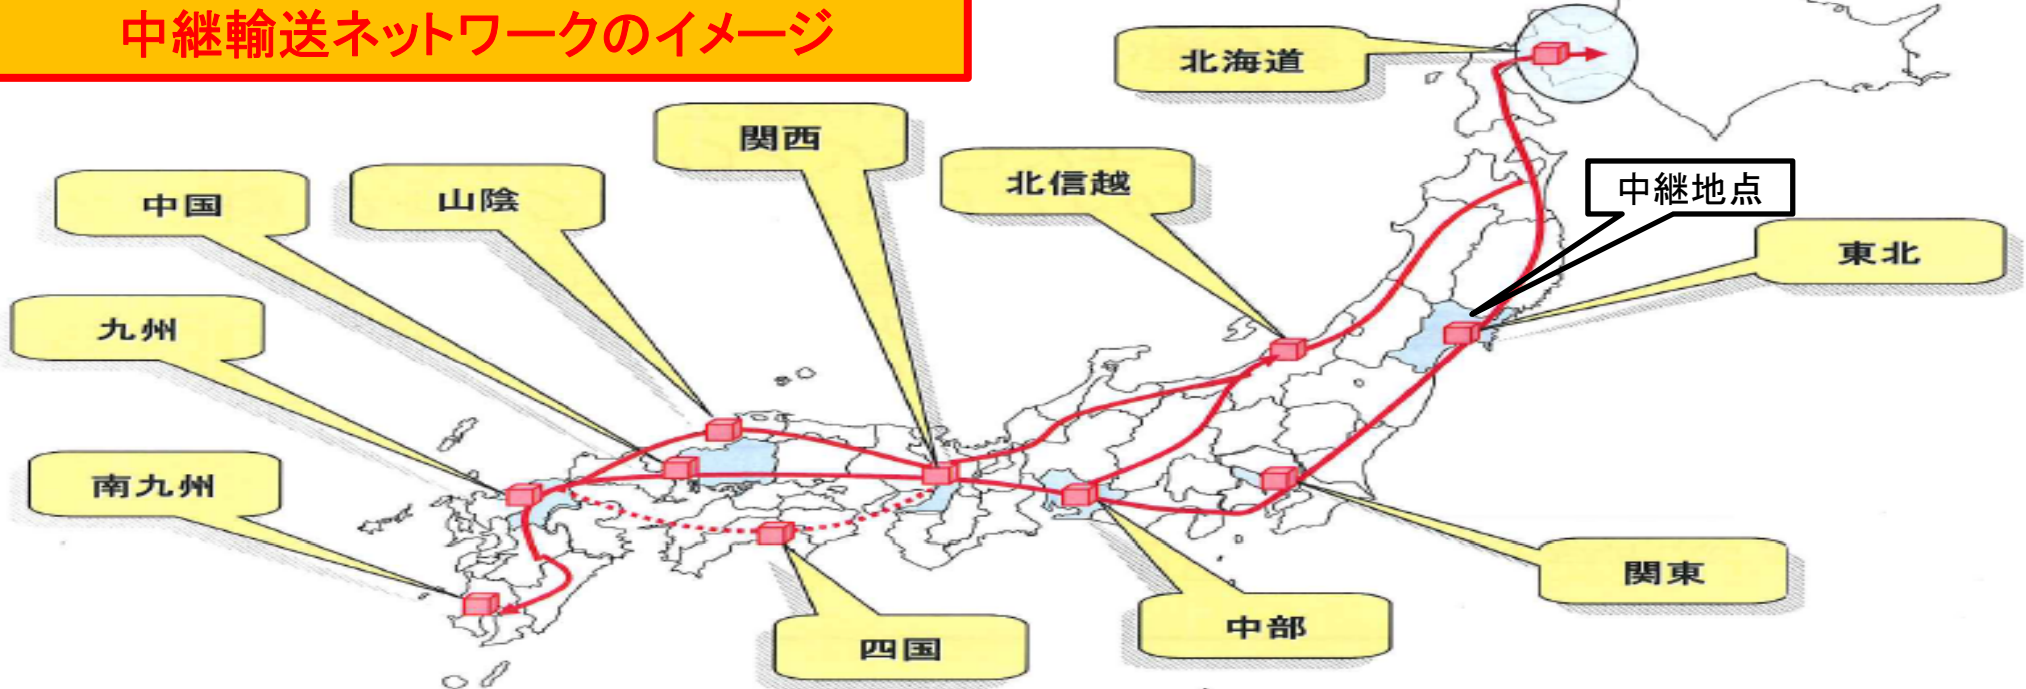 中継輸送ネットワークのイメージ
北海道
関西
北信越
中継地点
山陰
中国
東北
九州
南九州
関東
中部
四国